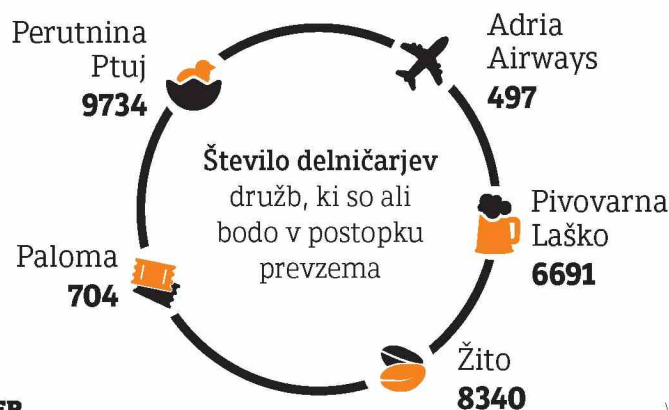 Perutnina
Ptuj
9734
Adria
Airways
497
Število delničarjev
družb, ki so ali
bodo v postopku
prevzema
Pivovarna
Laško
6691
Paloma
704
Žito
8340